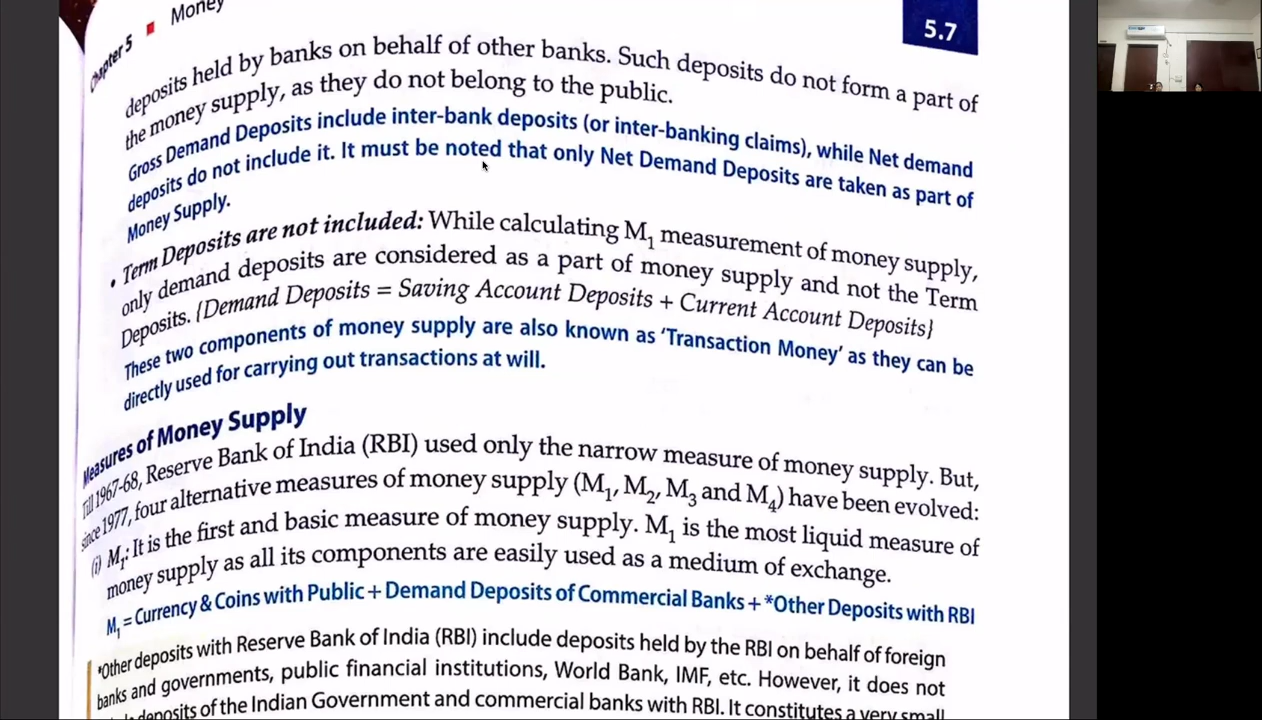 Chapter 5 ■ Money
5.7
deposits held by banks on behalf of other banks. Such deposits do not form a part of
the money supply, as they do not belong to the public.
Gross Demand Deposits include inter-bank deposits (or inter-banking claims), while Net demand
deposits do not include it. It must be noted that only Net Demand Deposits are taken as part of
Money Supply.
• Term Deposits are not included: While calculating M₁ measurement of money supply,
only demand deposits are considered as a part of money supply and not the Term
Deposits. {Demand Deposits = Saving Account Deposits + Current Account Deposits}
These two components of money supply are also known as ‘Transaction Money’ as they can be
directly used for carrying out transactions at will.
Measures of Money Supply
Till 1967-68, Reserve Bank of India (RBI) used only the narrow measure of money supply. But,
since 1977, four alternative measures of money supply (M₁, M₂, M₃ and M₄) have been evolved:
(i) M₁: It is the first and basic measure of money supply. M₁ is the most liquid measure of
money supply as all its components are easily used as a medium of exchange.
M₁ = Currency & Coins with Public + Demand Deposits of Commercial Banks + *Other Deposits with RBI
*Other deposits with Reserve Bank of India (RBI) include deposits held by the RBI on behalf of foreign
banks and governments, public financial institutions, World Bank, IMF, etc. However, it does not
deposits of the Indian Government and commercial banks with RBI. It constitutes a very small